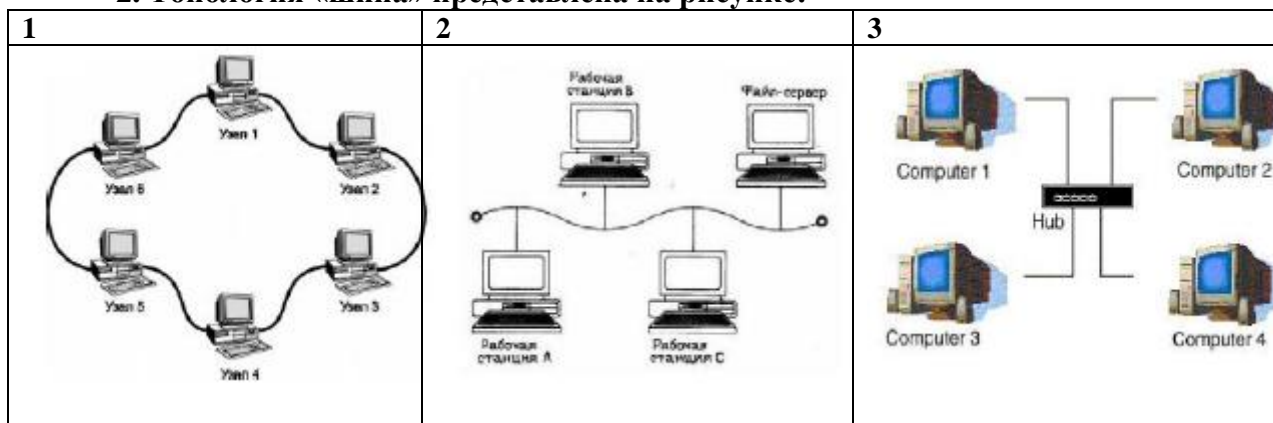 2. Топология «шина» представлена на рисунке:
1
2
3
Узел 1
Узел 2
Узел 3
Узел 4
Узел 5
Узел 6
Рабочая
станция B
Файл-сервер
Рабочая
станция A
Рабочая
станция C
Computer 1
Computer 2
Hub
Computer 3
Computer 4